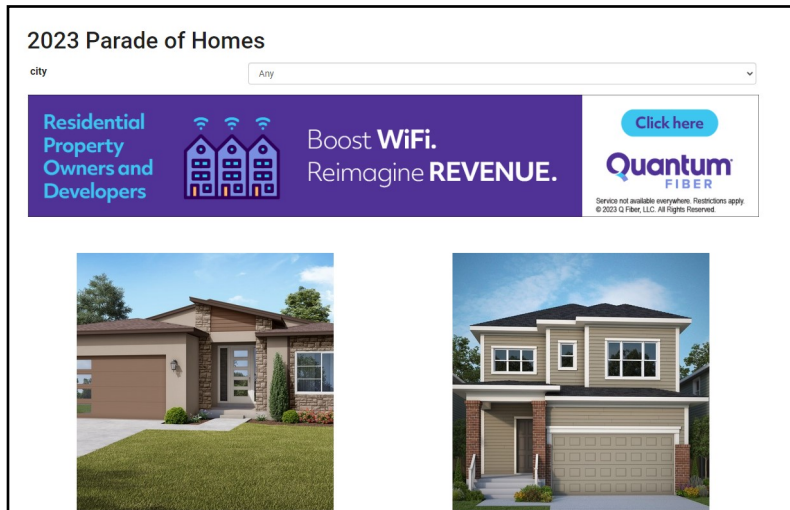 2023 Parade of Homes
city
Any
Residential
Property
Owners and
Developers
Boost WiFi.
Reimagine REVENUE.
Click here
Quantum
FIBER
Service not available everywhere. Restrictions apply.
© 2023 Q Fiber, LLC. All Rights Reserved.